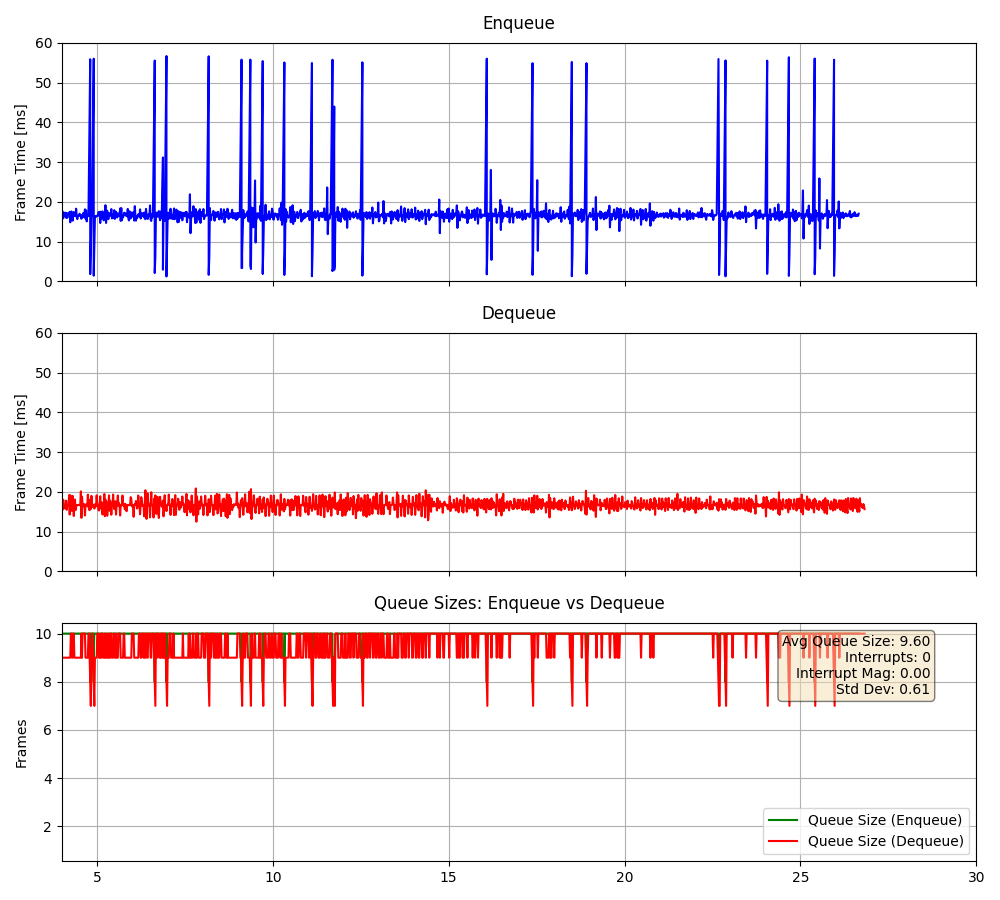 Enqueue
Frame Time [ms]
60
50
40
30
20
10
0
Dequeue
Frame Time [ms]
60
50
40
30
20
10
0
Queue Sizes: Enqueue vs Dequeue
Frames
10
8
6
4
2
Avg Queue Size: 9.60
Interrupts: 0
Interrupt Mag: 0.00
Std Dev: 0.61
Queue Size (Enqueue)
Queue Size (Dequeue)
5 10 15 20 25 30